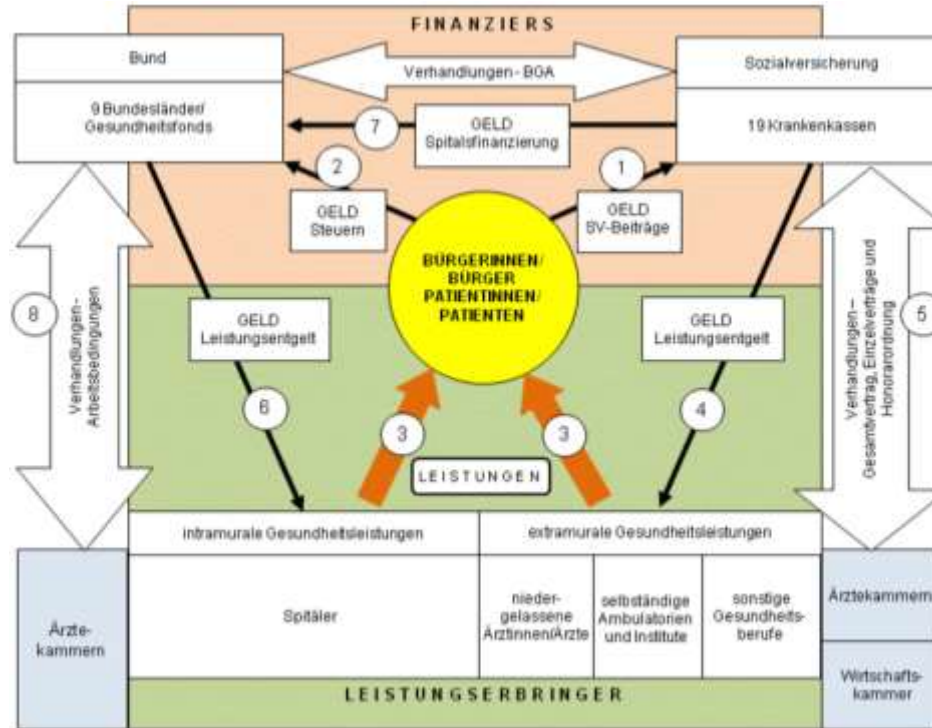 FINANZIERS
Bund
9 Bundesländer/
Gesundheitsfonds
Verhandlungen - BGA
Sozialversicherung
19 Krankenkassen
7
GELD
Spitalsfinanzierung
2
1
GELD
Steuern
GELD
SV-Beiträge
BÜRGERINNEN/
BÜRGER
PATIENTINNEN/
PATIENTEN
8
Verhandlungen -
Arbeitsbedingungen
5
Verhandlungen –
Gesamtvertrag, Einzelverträge und
Honorarordnung
GELD
Leistungsentgelt
GELD
Leistungsentgelt
6
4
3
3
LEISTUNGEN
intramurale Gesundheitsleistungen
extramurale Gesundheitsleistungen
Spitäler
nieder-
gelassene
Ärztinnen/Ärzte
selbständige
Ambulatorien
und Institute
sonstige
Gesundheits-
berufe
Ärzte-
kammern
Ärztekammern
Wirtschafts-
kammer
LEISTUNGSERBRINGER